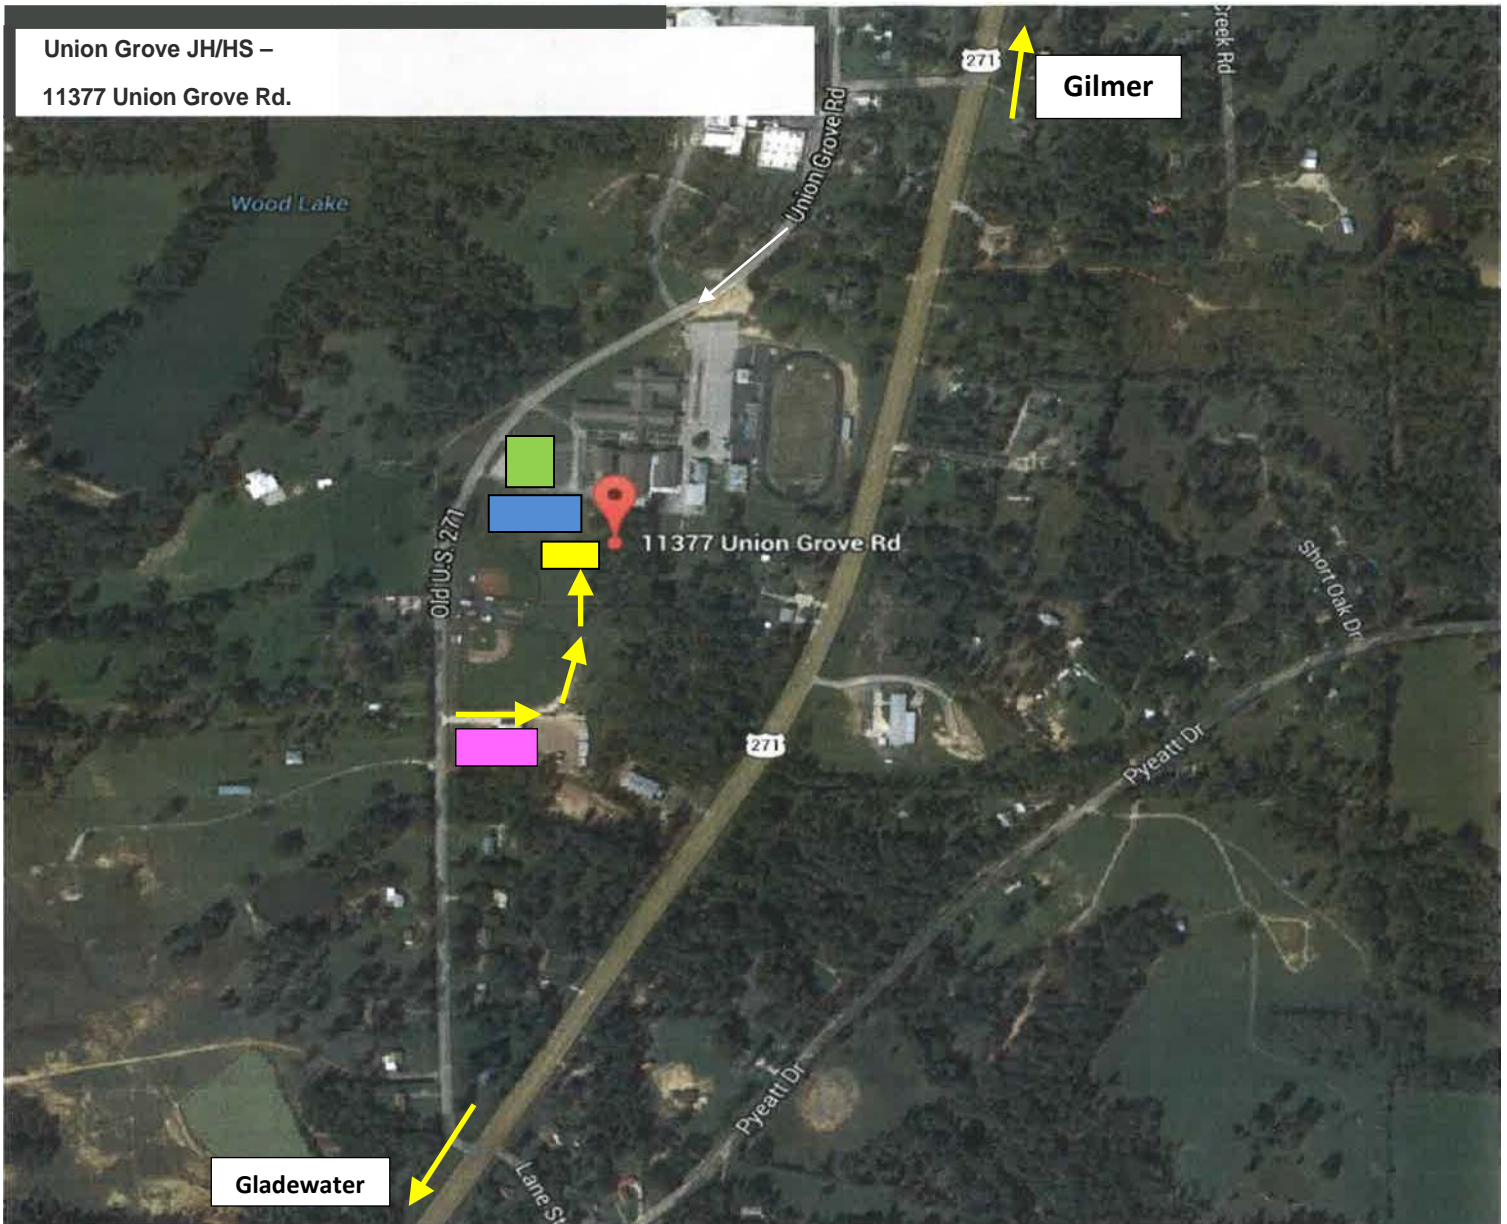 Union Grove JH/HS –
11377 Union Grove Rd.
271
Gilmer
Creek Rd
Union Grove Rd
Wood Lake
Old U.S. 271
11377 Union Grove Rd
Short Oak Dr
271
Pyeatt Dr
Pyeatt Dr
Gladewater
Lane St